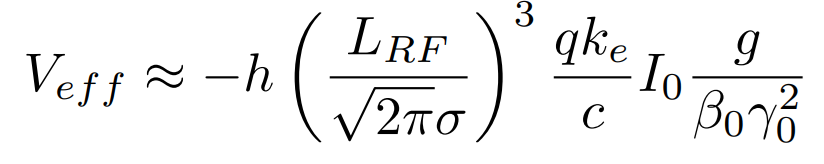 $V_{eff} \approx -h \left( \frac{L_{RF}}{\sqrt{2\pi}\sigma} \right)^3 \frac{qk_e}{c} I_0 \frac{g}{\beta_0 \gamma_0^2}$